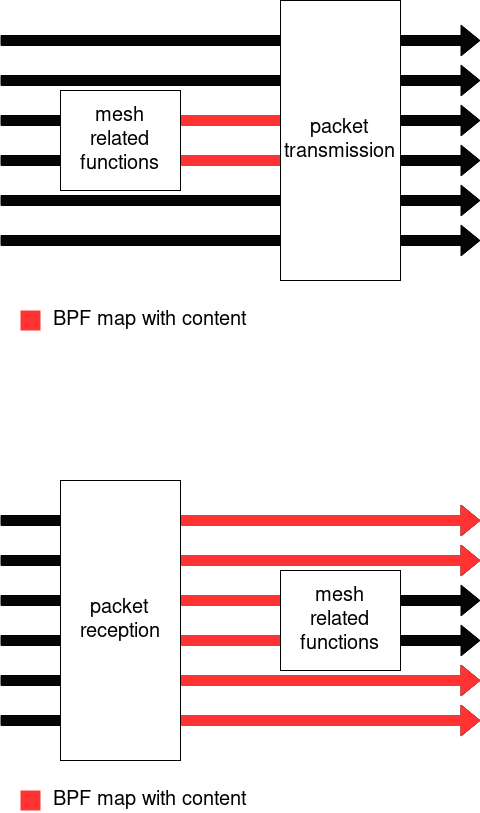 mesh
related
functions
packet
transmission
BPF map with content
packet
reception
mesh
related
functions
BPF map with content